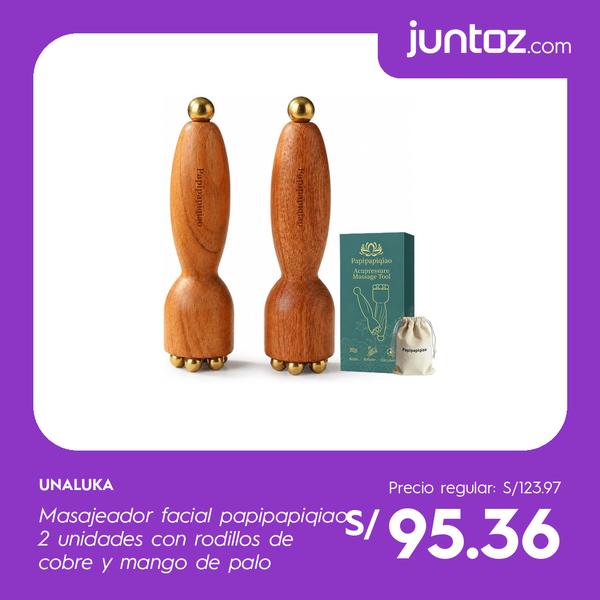 juntoz.com
Papipapiqiao
Papipapiqiao
Papipapiqiao
Acupressure
Massage Tool
Papipapiqiao
UNALUKA
Precio regular: S/123.97
Masajeador facial papipapiqiao
2 unidades con rodillos de
cobre y mango de palo
S/ 95.36